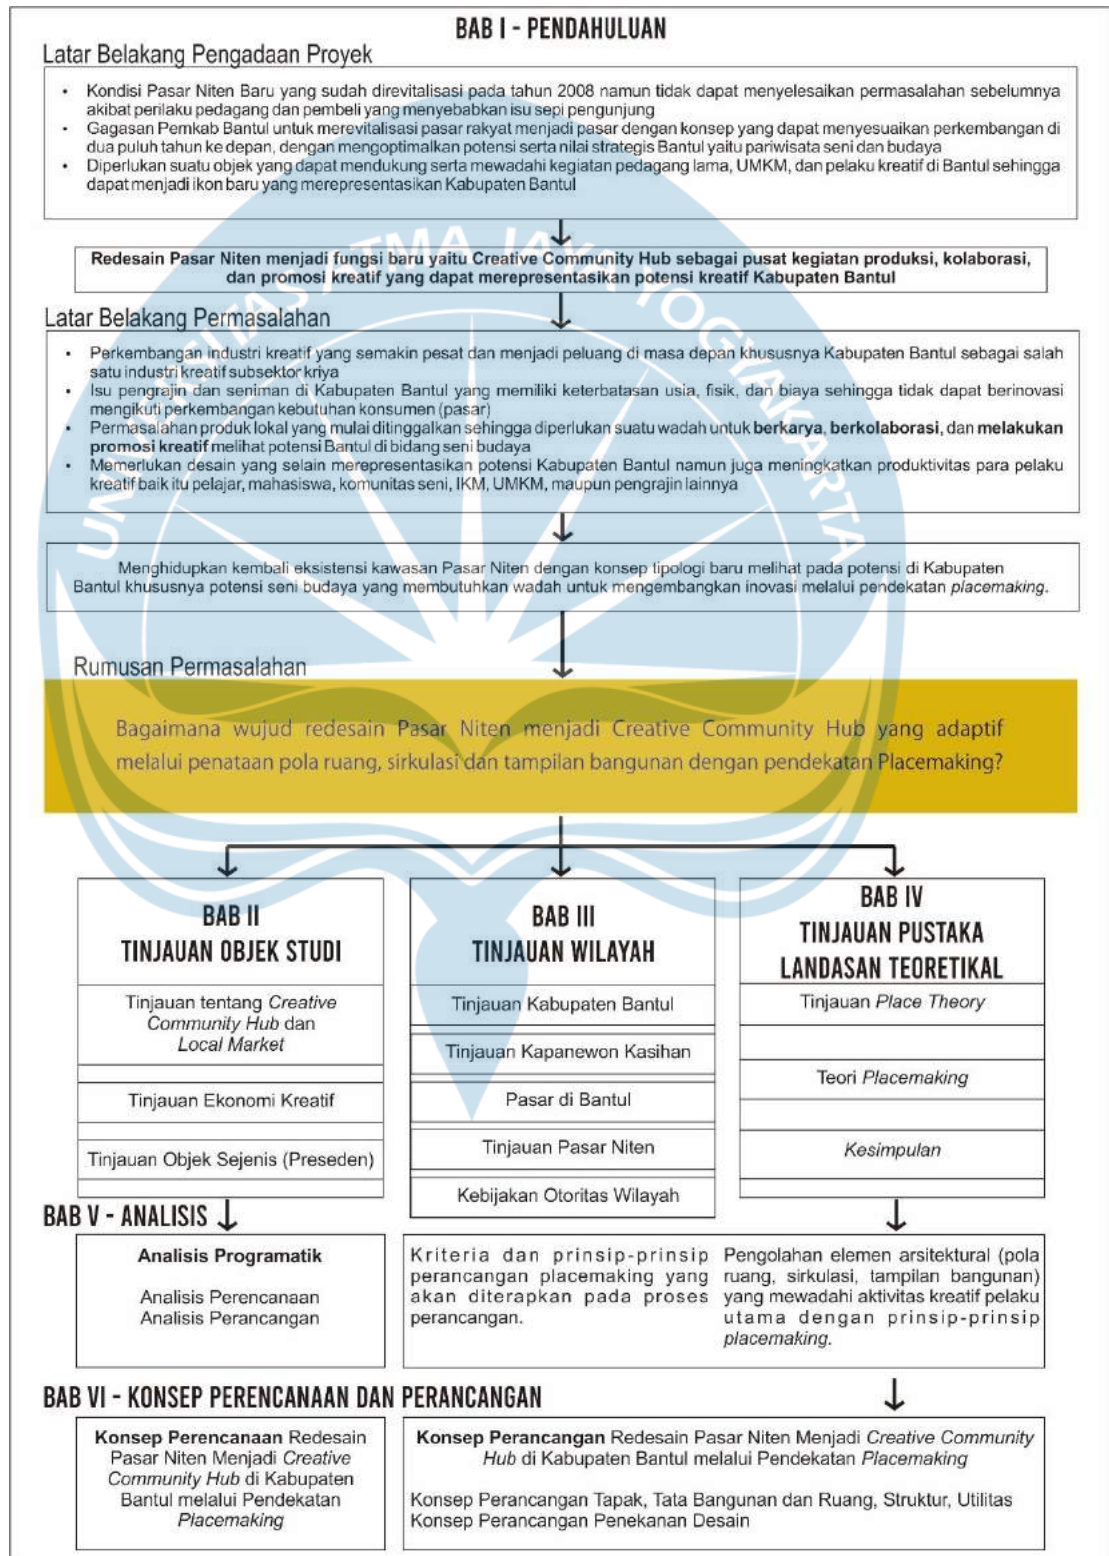 BAB I - PENDAHULUAN
Latar Belakang Pengadaan Proyek
• Kondisi Pasar Niten Baru yang sudah direvitalisasi pada tahun 2008 namun tidak dapat menyelesaikan permasalahan sebelumnya
akibat perilaku pedagang dan pembeli yang menyebabkan isu sepi pengunjung
• Gagasan Pemkab Bantul untuk merevitalisasi pasar rakyat menjadi pasar dengan konsep yang dapat menyesuaikan perkembangan di
dua puluh tahun ke depan, dengan mengoptimalkan potensi serta nilai strategis Bantul yaitu pariwisata seni dan budaya
• Diperlukan suatu objek yang dapat mendukung serta mewadahi kegiatan pedagang lama, UMKM, dan pelaku kreatif di Bantul sehingga
dapat menjadi ikon baru yang merepresentasikan Kabupaten Bantul
Redesain Pasar Niten menjadi fungsi baru yaitu Creative Community Hub sebagai pusat kegiatan produksi, kolaborasi,
dan promosi kreatif yang dapat merepresentasikan potensi kreatif Kabupaten Bantul
Latar Belakang Permasalahan
• Perkembangan industri kreatif yang semakin pesat dan menjadi peluang di masa depan khususnya Kabupaten Bantul sebagai salah
satu industri kreatif subsektor kriya
• Isu pengrajin dan seniman di Kabupaten Bantul yang memiliki keterbatasan usia, fisik, dan biaya sehingga tidak dapat berinovasi
mengikuti perkembangan kebutuhan konsumen (pasar)
• Permasalahan produk lokal yang mulai ditinggalkan sehingga diperlukan suatu wadah untuk berkarya, berkolaborasi, dan melakukan
promosi kreatif melihat potensi Bantul di bidang seni budaya
• Memerlukan desain yang selain merepresentasikan potensi Kabupaten Bantul namun juga meningkatkan produktivitas para pelaku
kreatif baik itu pelajar, mahasiswa, komunitas seni, IKM, UMKM, maupun pengrajin lainnya
Menghidupkan kembali eksistensi kawasan Pasar Niten dengan konsep tipologi baru melihat pada potensi di Kabupaten
Bantul khususnya potensi seni budaya yang membutuhkan wadah untuk mengembangkan inovasi melalui pendekatan placemaking.
Rumusan Permasalahan
Bagaimana wujud redesain Pasar Niten menjadi Creative Community Hub yang adaptif
melalui penataan pola ruang, sirkulasi dan tampilan bangunan dengan pendekatan Placemaking?
BAB II
TINJAUAN OBJEK STUDI
Tinjauan tentang Creative
Community Hub dan
Local Market
Tinjauan Ekonomi Kreatif
Tinjauan Objek Sejenis (Preseden)
BAB III
TINJAUAN WILAYAH
Tinjauan Kabupaten Bantul
Tinjauan Kapanewon Kasihan
Pasar di Bantul
Tinjauan Pasar Niten
Kebijakan Otoritas Wilayah
BAB IV
TINJAUAN PUSTAKA
LANDASAN TEORETIKAL
Tinjauan Place Theory
Teori Placemaking
Kesimpulan
BAB V - ANALISIS
Analisis Programatik
Analisis Perencanaan
Analisis Perancangan
Kriteria dan prinsip-prinsip
perancangan placemaking yang
akan diterapkan pada proses
perancangan.
Pengolahan elemen arsitektural (pola
ruang, sirkulasi, tampilan bangunan)
yang mewadahi aktivitas kreatif pelaku
utama dengan prinsip-prinsip
placemaking.
BAB VI - KONSEP PERENCANAAN DAN PERANCANGAN
Konsep Perencanaan Redesain
Pasar Niten Menjadi Creative
Community Hub di Kabupaten
Bantul melalui Pendekatan
Placemaking
Konsep Perancangan Redesain Pasar Niten Menjadi Creative Community
Hub di Kabupaten Bantul melalui Pendekatan Placemaking
Konsep Perancangan Tapak, Tata Bangunan dan Ruang, Struktur, Utilitas
Konsep Perancangan Penekanan Desain
UNIVERSITAS ATMA JAYA YOGYAKARTA